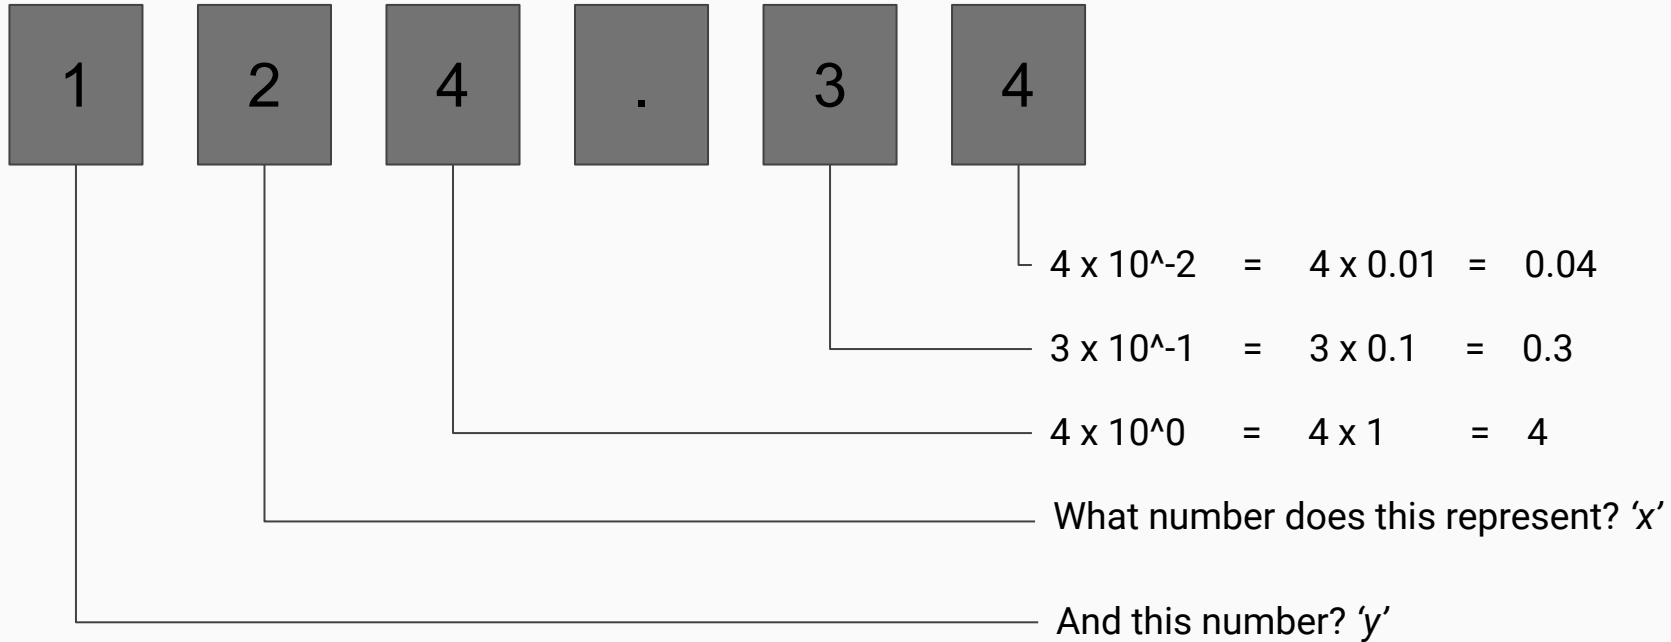 1 2 4 . 3 4
4 x 10^-2 = 4 x 0.01 = 0.04
3 x 10^-1 = 3 x 0.1 = 0.3
4 x 10^0 = 4 x 1 = 4
What number does this represent? ‘x’
And this number? ‘y’